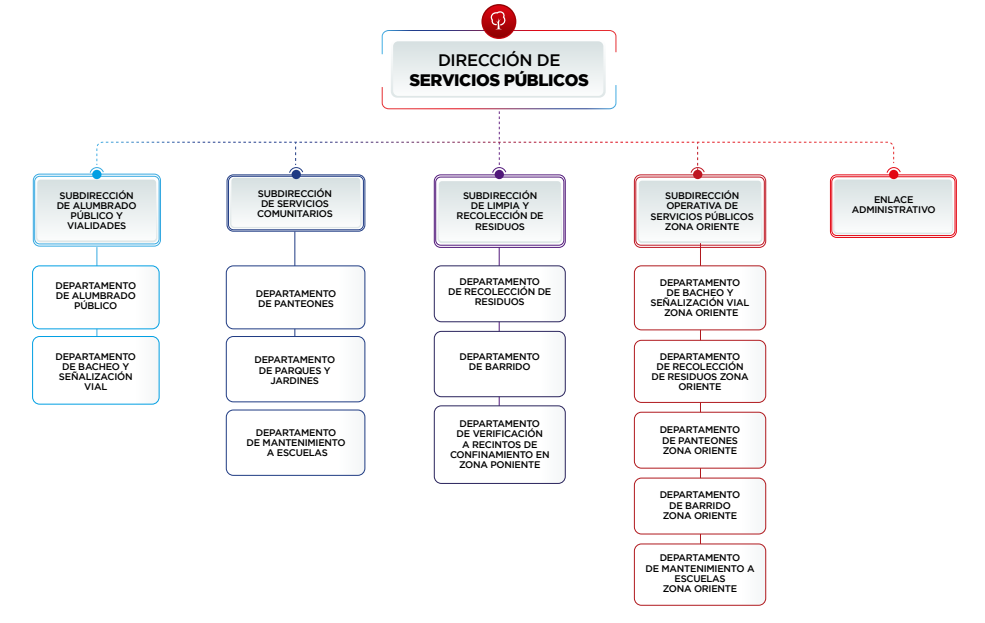 DIRECCIÓN DE
SERVICIOS PÚBLICOS
SUBDIRECCIÓN
DE ALUMBRADO
PÚBLICO Y
VIALIDADES
DEPARTAMENTO
DE ALUMBRADO
PÚBLICO
DEPARTAMENTO
DE BACHEO Y
SEÑALIZACIÓN
VIAL
SUBDIRECCIÓN
DE SERVICIOS
COMUNITARIOS
DEPARTAMENTO
DE PANTEONES
DEPARTAMENTO
DE PARQUES Y
JARDINES
DEPARTAMENTO
DE MANTENIMIENTO
A ESCUELAS
SUBDIRECCIÓN
DE LIMPIA Y
RECOLECCIÓN DE
RESIDUOS
DEPARTAMENTO
DE RECOLECCIÓN DE
RESIDUOS
DEPARTAMENTO
DE BARRIDO
DEPARTAMENTO
DE VERIFICACIÓN
A RECINTOS DE
CONFINAMIENTO EN
ZONA PONIENTE
SUBDIRECCIÓN
OPERATIVA DE
SERVICIOS PÚBLICOS
ZONA ORIENTE
DEPARTAMENTO
DE BACHEO Y
SEÑALIZACIÓN VIAL
ZONA ORIENTE
DEPARTAMENTO
DE RECOLECCIÓN
DE RESIDUOS ZONA
ORIENTE
DEPARTAMENTO
DE PANTEONES
ZONA ORIENTE
DEPARTAMENTO
DE BARRIDO
ZONA ORIENTE
DEPARTAMENTO
DE MANTENIMIENTO A
ESCUELAS
ZONA ORIENTE
ENLACE
ADMINISTRATIVO